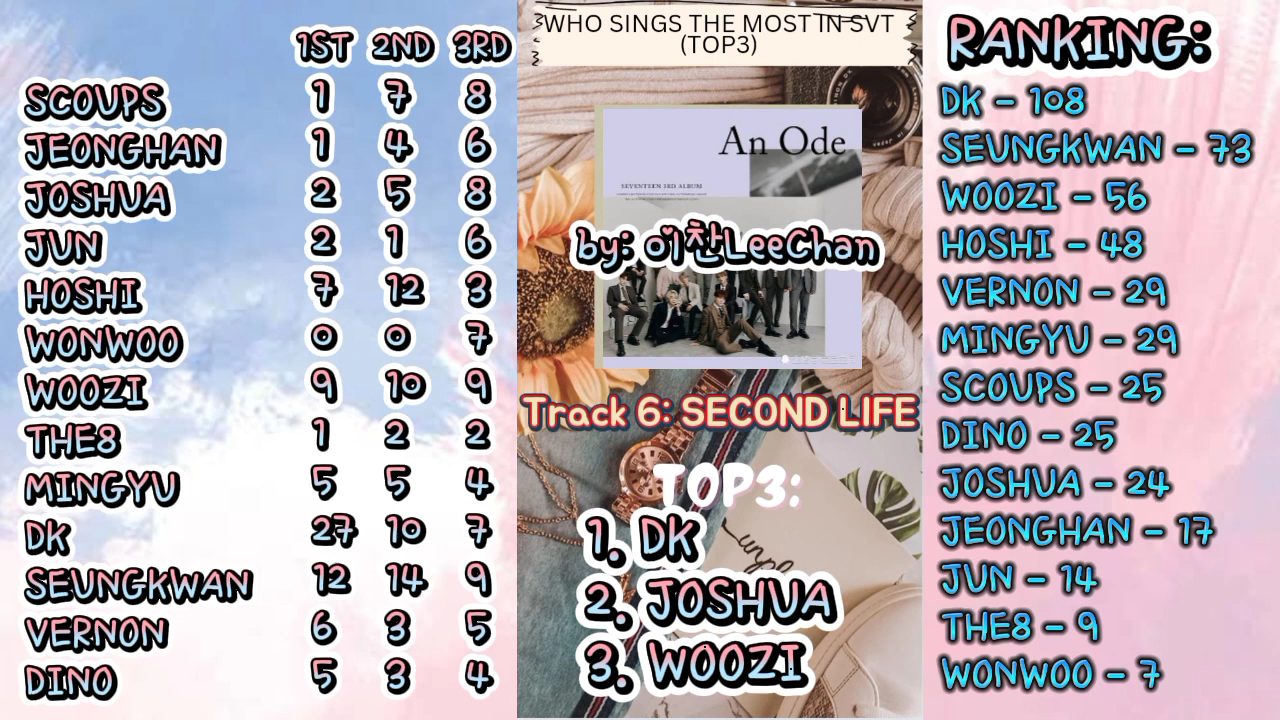 1ST 2ND 3RD
SCOUPS 1 7 8
JEONGHAN 1 4 6
JOSHUA 2 5 8
JUN 2 1 6
HOSHI 7 12 3
WONWOO 0 0 7
WOOZI 9 10 9
THE8 1 2 2
MINGYU 5 5 4
DK 27 10 7
SEUNGKWAN 12 14 9
VERNON 6 3 5
DINO 5 3 4
WHO SINGS THE MOST IN SVT
(TOP3)
An Ode
SEVENTEEN 3RD ALBUM
by: 이찬LeeChan
Track 6: SECOND LIFE
TOP3:
1. DK
2. JOSHUA
3. WOOZI
RANKING:
DK - 108
SEUNGKWAN - 73
WOOZI - 56
HOSHI - 48
VERNON - 29
MINGYU - 29
SCOUPS - 25
DINO - 25
JOSHUA - 24
JEONGHAN - 17
JUN - 14
THE8 - 9
WONWOO - 7